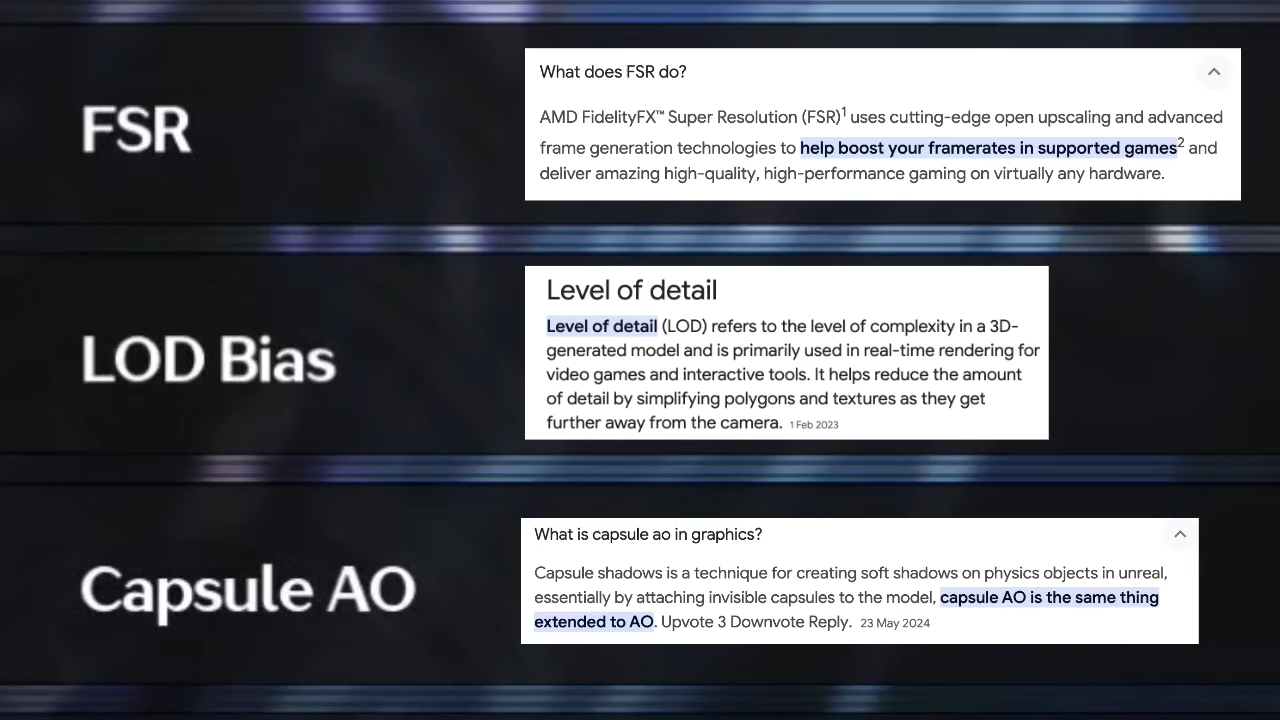 FSR
What does FSR do?
AMD FidelityFX™ Super Resolution (FSR)¹ uses cutting-edge open upscaling and advanced
frame generation technologies to help boost your framerates in supported games² and
deliver amazing high-quality, high-performance gaming on virtually any hardware.
LOD Bias
Level of detail
Level of detail (LOD) refers to the level of complexity in a 3D-
generated model and is primarily used in real-time rendering for
video games and interactive tools. It helps reduce the amount
of detail by simplifying polygons and textures as they get
further away from the camera. 1 Feb 2023
Capsule AO
What is capsule ao in graphics?
Capsule shadows is a technique for creating soft shadows on physics objects in unreal,
essentially by attaching invisible capsules to the model, capsule AO is the same thing
extended to AO. Upvote 3 Downvote Reply. 23 May 2024